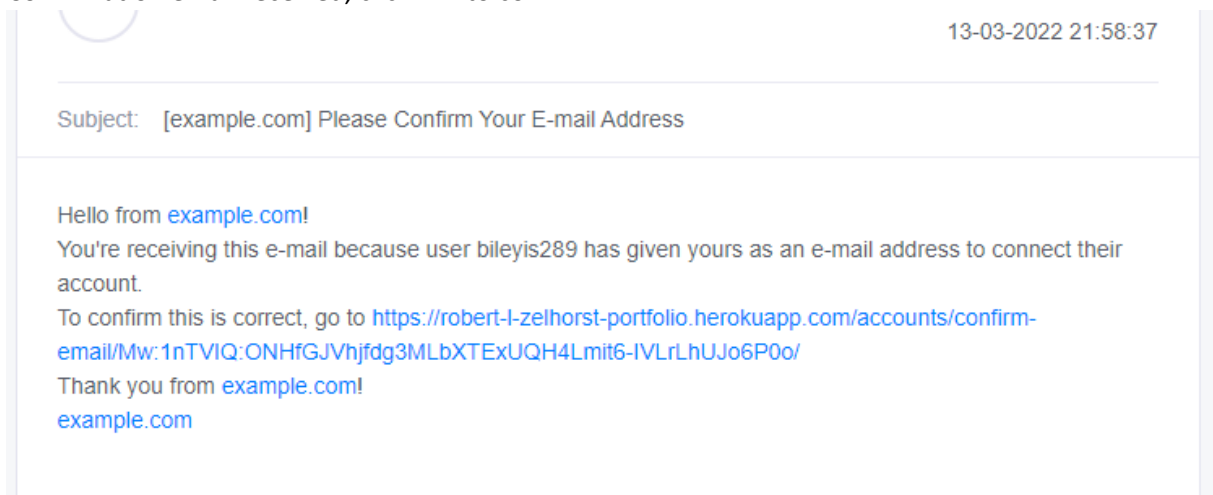 13-03-2022 21:58:37
Subject: [example.com] Please Confirm Your E-mail Address
Hello from example.com!
You're receiving this e-mail because user bileyis289 has given yours as an e-mail address to connect their
account.
To confirm this is correct, go to https://robert-l-zelhorst-portfolio.herokuapp.com/accounts/confirm-
email/Mw:1nTVIQ:ONHfGJVhjfdg3MLbXTExUQH4Lmit6-IVLrLhUJo6P0o/
Thank you from example.com!
example.com